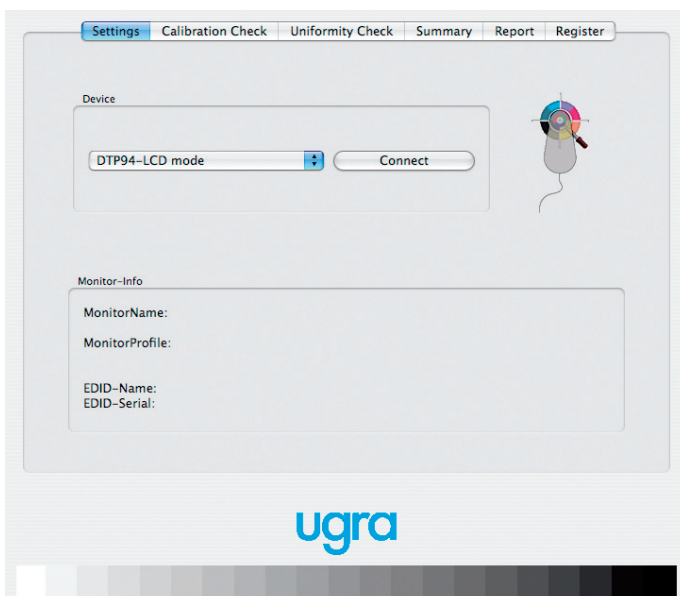 Settings Calibration Check Uniformity Check Summary Report Register
Device
DTP94-LCD mode Connect
Monitor-Info
MonitorName:
MonitorProfile:
EDID-Name:
EDID-Serial:
ugra